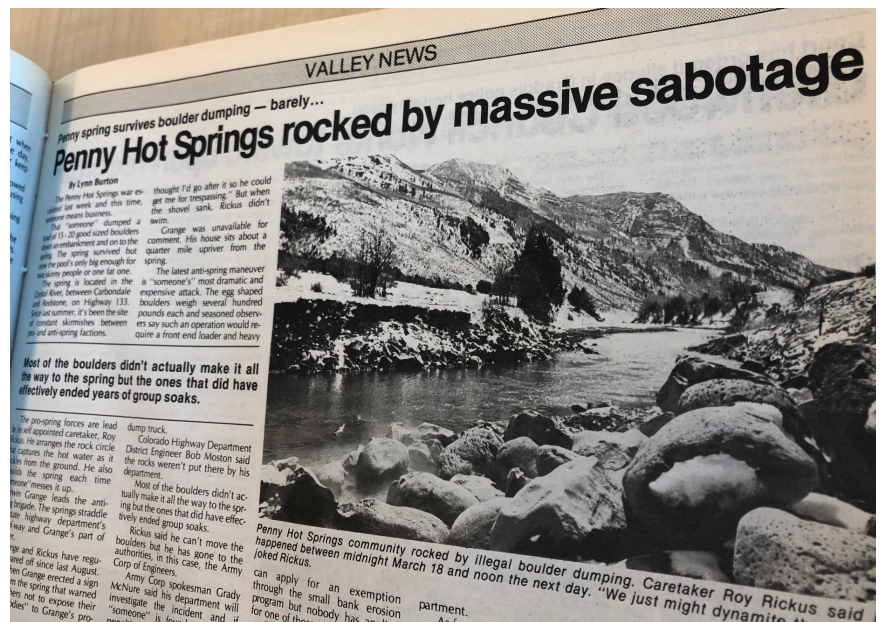 VALLEY NEWS
Penny spring survives boulder dumping — barely...
Penny Hot Springs rocked by massive sabotage
By Lynn Burton
The Penny Hot Springs war es-
calated last week and this time,
someone means business.
That "someone" dumped a
load of 15-20 good sized boulders
down an embankment and on to the
spring. The spring survived but
now the pool's only big enough for
two skinny people or one fat one.
The spring is located in the
Crystal River, between Carbondale
and Redstone, on Highway 133.
Since last summer, it's been the site
of constant skirmishes between
pro- and anti-spring factions.
thought I'd go after it so he could
get me for trespassing." But when
the shovel sank, Rickus didn't
swim.
Grange was unavailable for
comment. His house sits about a
quarter mile upriver from the
spring.
The latest anti-spring maneuver
is "someone's" most dramatic and
expensive attack. The egg shaped
boulders weigh several hundred
pounds each and seasoned observ-
ers say such an operation would re-
quire a front end loader and heavy
Most of the boulders didn't actually make it all
the way to the spring but the ones that did have
effectively ended years of group soaks.
The pro-spring forces are lead
by its self appointed caretaker, Roy
Rickus. He arranges the rock circle
captures the hot water as it
from the ground. He also
the spring each time
"someone" messes it up.
Grange leads the anti-
brigade. The springs straddle
highway department's
way and Grange's part of
Grange and Rickus have regu-
squared off since last August.
when Grange erected a sign
the spring that warned
not to expose their
to Grange's pro-
dump truck.
Colorado Highway Department
District Engineer Bob Moston said
the rocks weren't put there by his
department.
Most of the boulders didn't ac-
tually make it all the way to the spr-
ing but the ones that did have effec-
tively ended group soaks.
Rickus said he can't move the
boulders but he has gone to the
authorities, in this case, the Army
Corp of Engineers.
Army Corp spokesman Grady
McNure said his department will
investigate the incident and if
"someone" is
Penny Hot Springs community rocked by illegal boulder dumping. Caretaker Roy Rickus said
happened between midnight March 18 and noon the next day. "We just might dynamite
joked Rickus.
can apply for an exemption
through the small bank erosion
program but nobody has
for one of
partment.